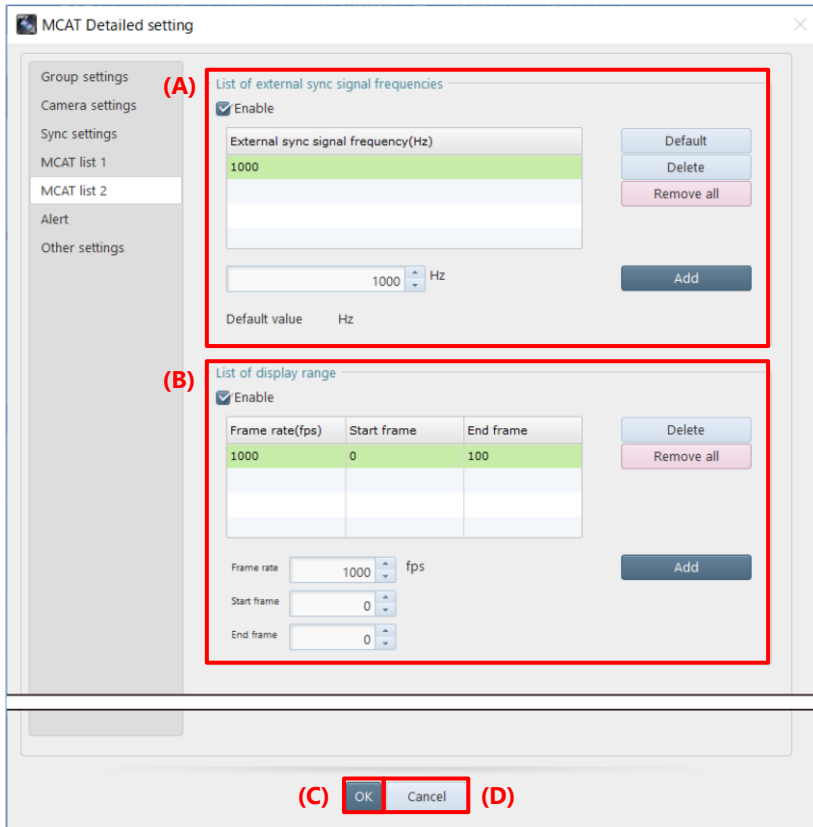 MCAT Detailed setting
Group settings
Camera settings
Sync settings
MCAT list 1
MCAT list 2
Alert
Other settings
(A)
List of external sync signal frequencies
Enable
External sync signal frequency(Hz)
1000
Default
Delete
Remove all
1000 Hz
Add
Default value Hz
(B)
List of display range
Enable
Frame rate(fps) Start frame End frame
1000 0 100
Delete
Remove all
Frame rate 1000 fps
Add
Start frame 0
End frame 0
(C) OK Cancel (D)